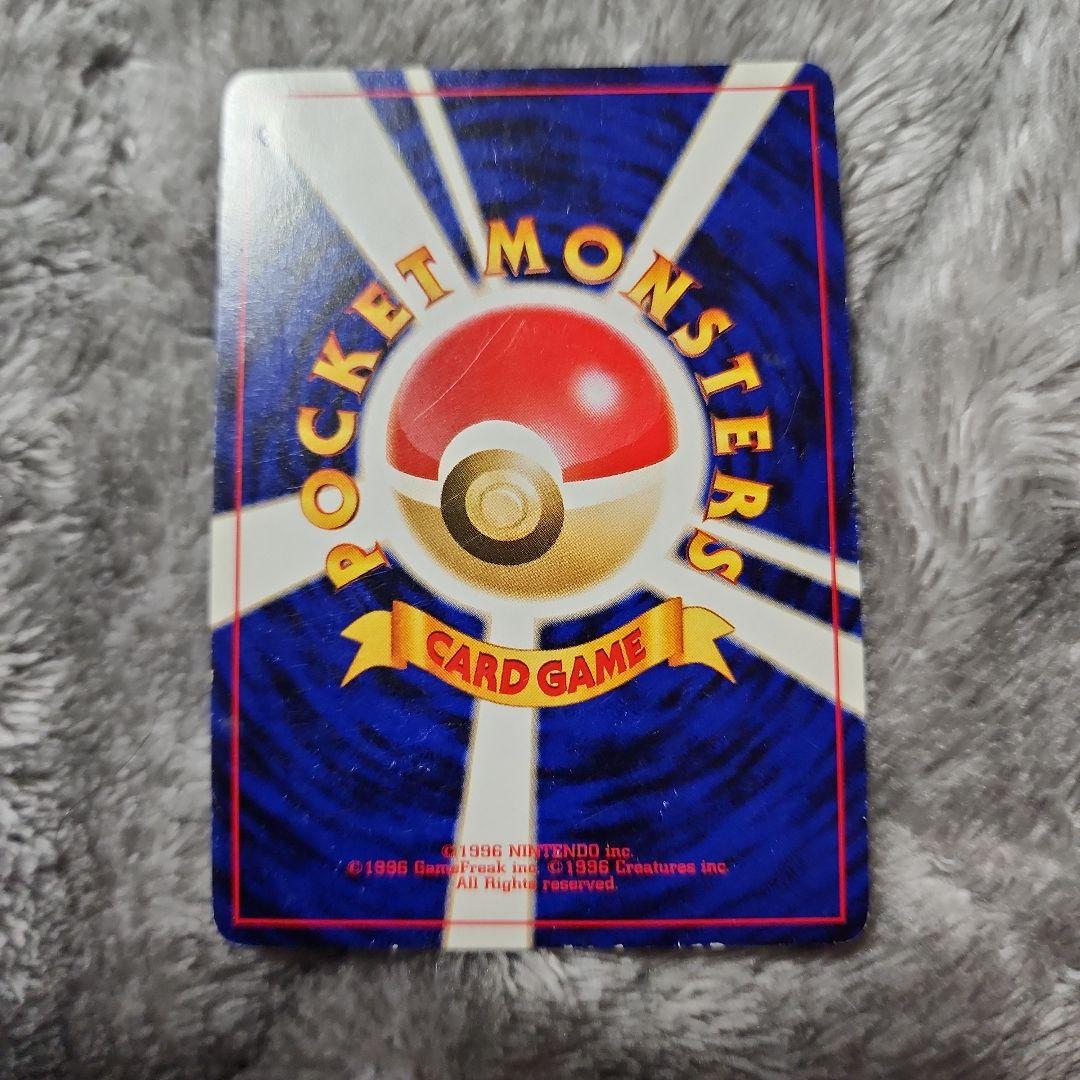 POCKET MONSTERS
CARD GAME
©1996 NINTENDO inc.
©1996 GameFreak inc. ©1996 Creatures inc.
All Rights reserved.